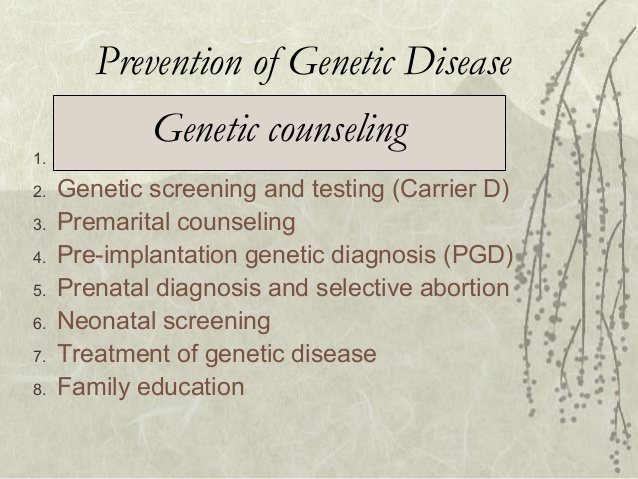 Prevention of Genetic Disease
Genetic counseling
1.
2. Genetic screening and testing (Carrier D)
3. Premarital counseling
4. Pre-implantation genetic diagnosis (PGD)
5. Prenatal diagnosis and selective abortion
6. Neonatal screening
7. Treatment of genetic disease
8. Family education